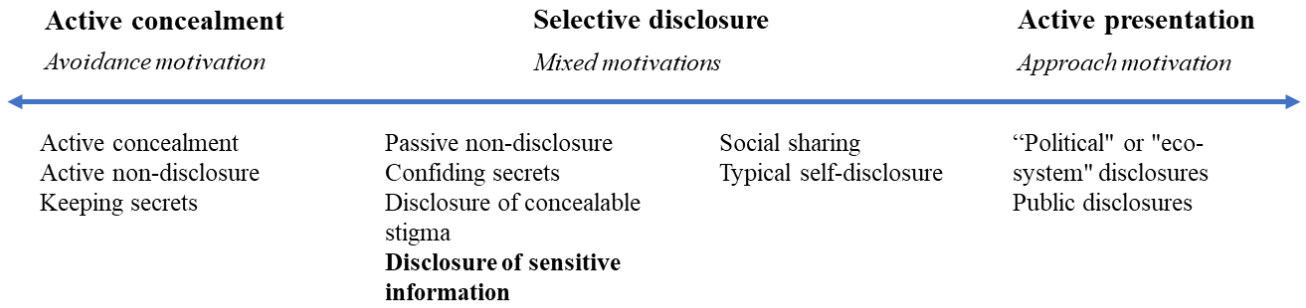 Active concealment
Avoidance motivation
Selective disclosure
Mixed motivations
Active presentation
Approach motivation
Active concealment
Active non-disclosure
Keeping secrets
Passive non-disclosure
Confiding secrets
Disclosure of concealable
stigma
Disclosure of sensitive
information
Social sharing
Typical self-disclosure
“Political" or "eco-
system" disclosures
Public disclosures